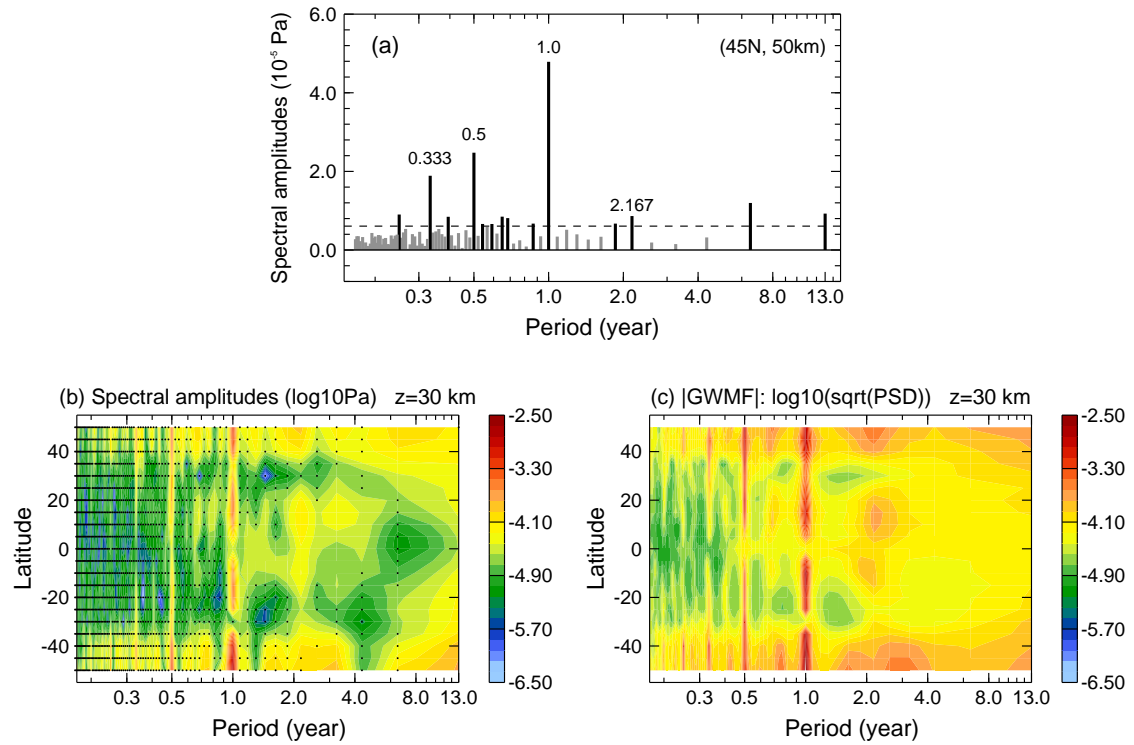 6.0
4.0
2.0
0.0
Spectral amplitudes (10⁻⁵ Pa)
(a)
(45N, 50km)
0.333
0.5
1.0
2.167
0.3 0.5 1.0 2.0 4.0 8.0 13.0
Period (year)
(b) Spectral amplitudes (log10Pa) z=30 km
40
20
0
-20
-40
Latitude
0.3 0.5 1.0 2.0 4.0 8.0 13.0
Period (year)
-2.50
-3.30
-4.10
-4.90
-5.70
-6.50
(c) |GWMF|: log10(sqrt(PSD)) z=30 km
40
20
0
-20
-40
Latitude
0.3 0.5 1.0 2.0 4.0 8.0 13.0
Period (year)
-2.50
-3.30
-4.10
-4.90
-5.70
-6.50